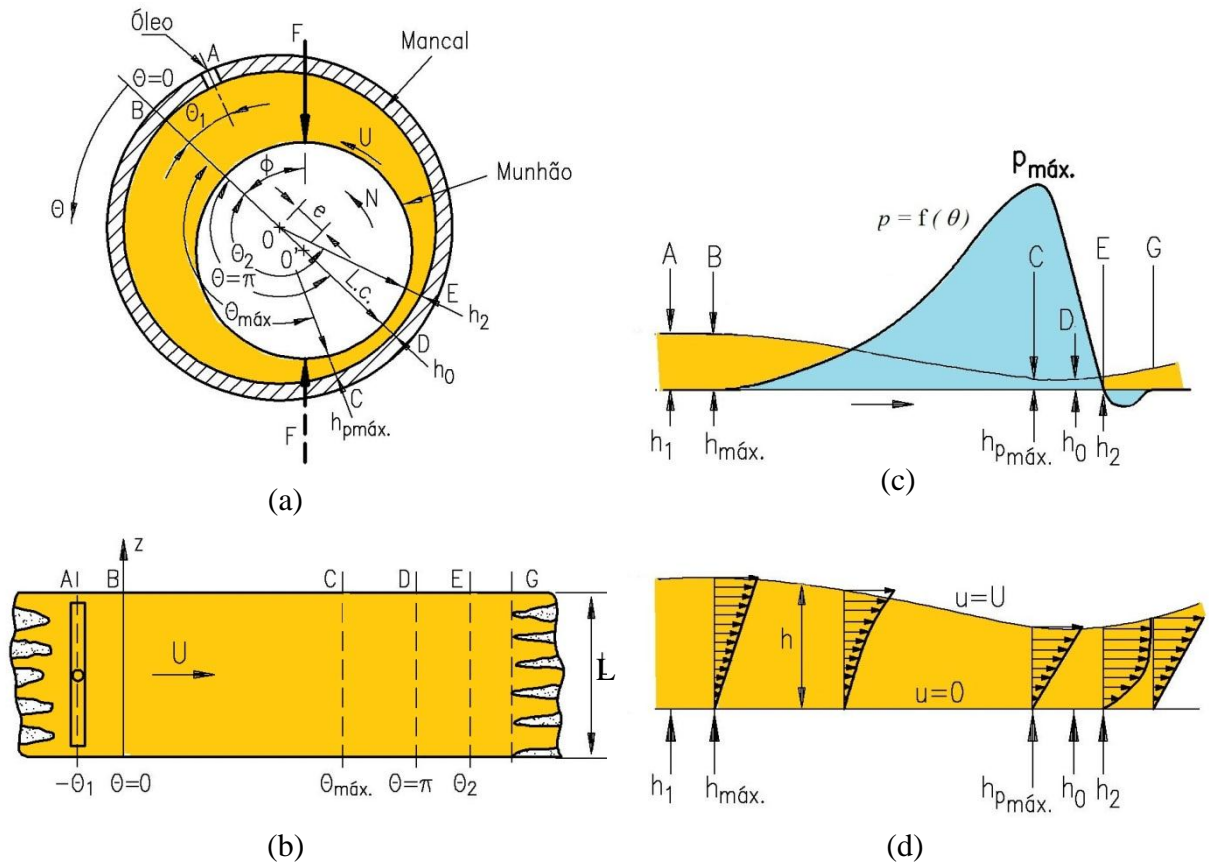 Óleo
A
F
Mancal
Θ=0
B
Θ₁
U
Munhão
Θ
ϕ
N
e
O
O'
Θ₂
Θ=π
L.c.
Θmáx
E
h₂
D
h₀
C
hpmáx.
F
(a)
pmáx.
p = f(θ)
A
B
C
E
G
D
h₁
hmáx.
hpmáx.
h₀
h₂
(c)
z
A
B
C
D
E
G
U
L
-Θ₁
Θ=0
Θmáx.
Θ=π
Θ₂
(b)
u=U
h
u=0
h₁
hmáx.
hpmáx.
h₀
h₂
(d)